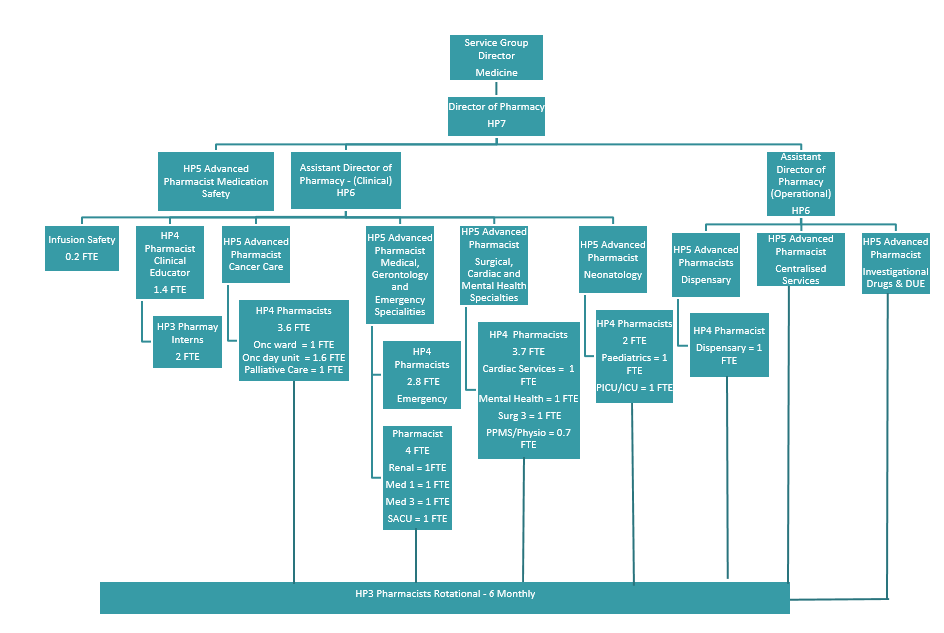 Service Group
Director
Medicine
Director of Pharmacy
HP7
HP5 Advanced
Pharmacist Medication
Safety
Assistant Director of
Pharmacy - (Clinical)
HP6
Assistant
Director of
Pharmacy
(Operational)
HP6
Infusion Safety
0.2 FTE
HP4
Pharmacist
Clinical
Educator
1.4 FTE
HP3 Pharmay
Interns
2 FTE
HP5 Advanced
Pharmacist
Cancer Care
HP4 Pharmacists
3.6 FTE
Onc ward = 1 FTE
Onc day unit = 1.6 FTE
Palliative Care = 1 FTE
HP5 Advanced
Pharmacist
Medical,
Gerontology
and
Emergency
Specialties
HP4
Pharmacists
2.8 FTE
Emergency
Pharmacist
4 FTE
Renal = 1FTE
Med 1 = 1 FTE
Med 3 = 1 FTE
SACU = 1 FTE
HP5 Advanced
Pharmacist
Surgical,
Cardiac and
Mental Health
Specialties
HP4 Pharmacists
3.7 FTE
Cardiac Services = 1
FTE
Mental Health = 1 FTE
Surg 3 = 1 FTE
PPMS/Physio = 0.7
FTE
HP5 Advanced
Pharmacist
Neonatology
HP4 Pharmacists
2 FTE
Paediatrics = 1
FTE
PICU/ICU = 1 FTE
HP5 Advanced
Pharmacists
Dispensary
HP4 Pharmacist
Dispensary = 1
FTE
HP5 Advanced
Pharmacist
Centralised
Services
HP5 Advanced
Pharmacist
Investigational
Drugs & DUE
HP3 Pharmacists Rotational - 6 Monthly